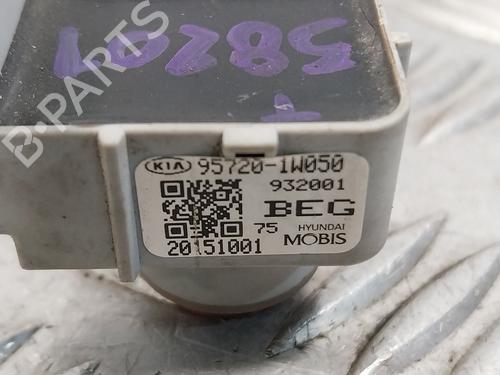 B·PARTS
58201
KIA 95720-1W050
932001
BEG
75 HYUNDAI
20151001 MOBIS